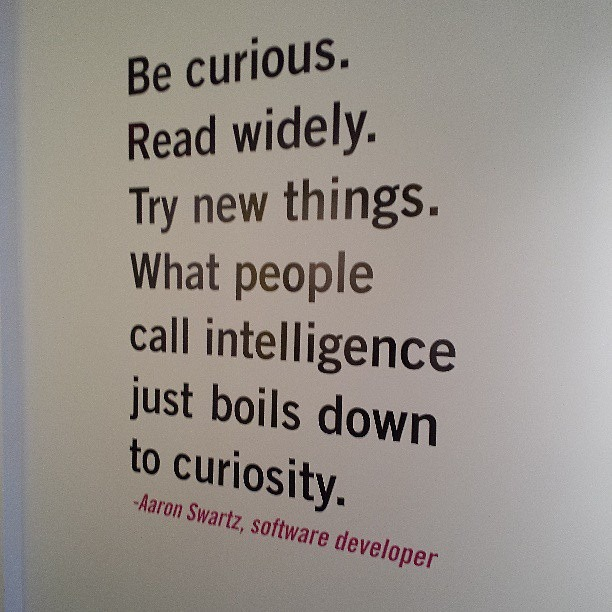 Be curious.
Read widely.
Try new things.
What people
call intelligence
just boils down
to curiosity.
-Aaron Swartz, software developer